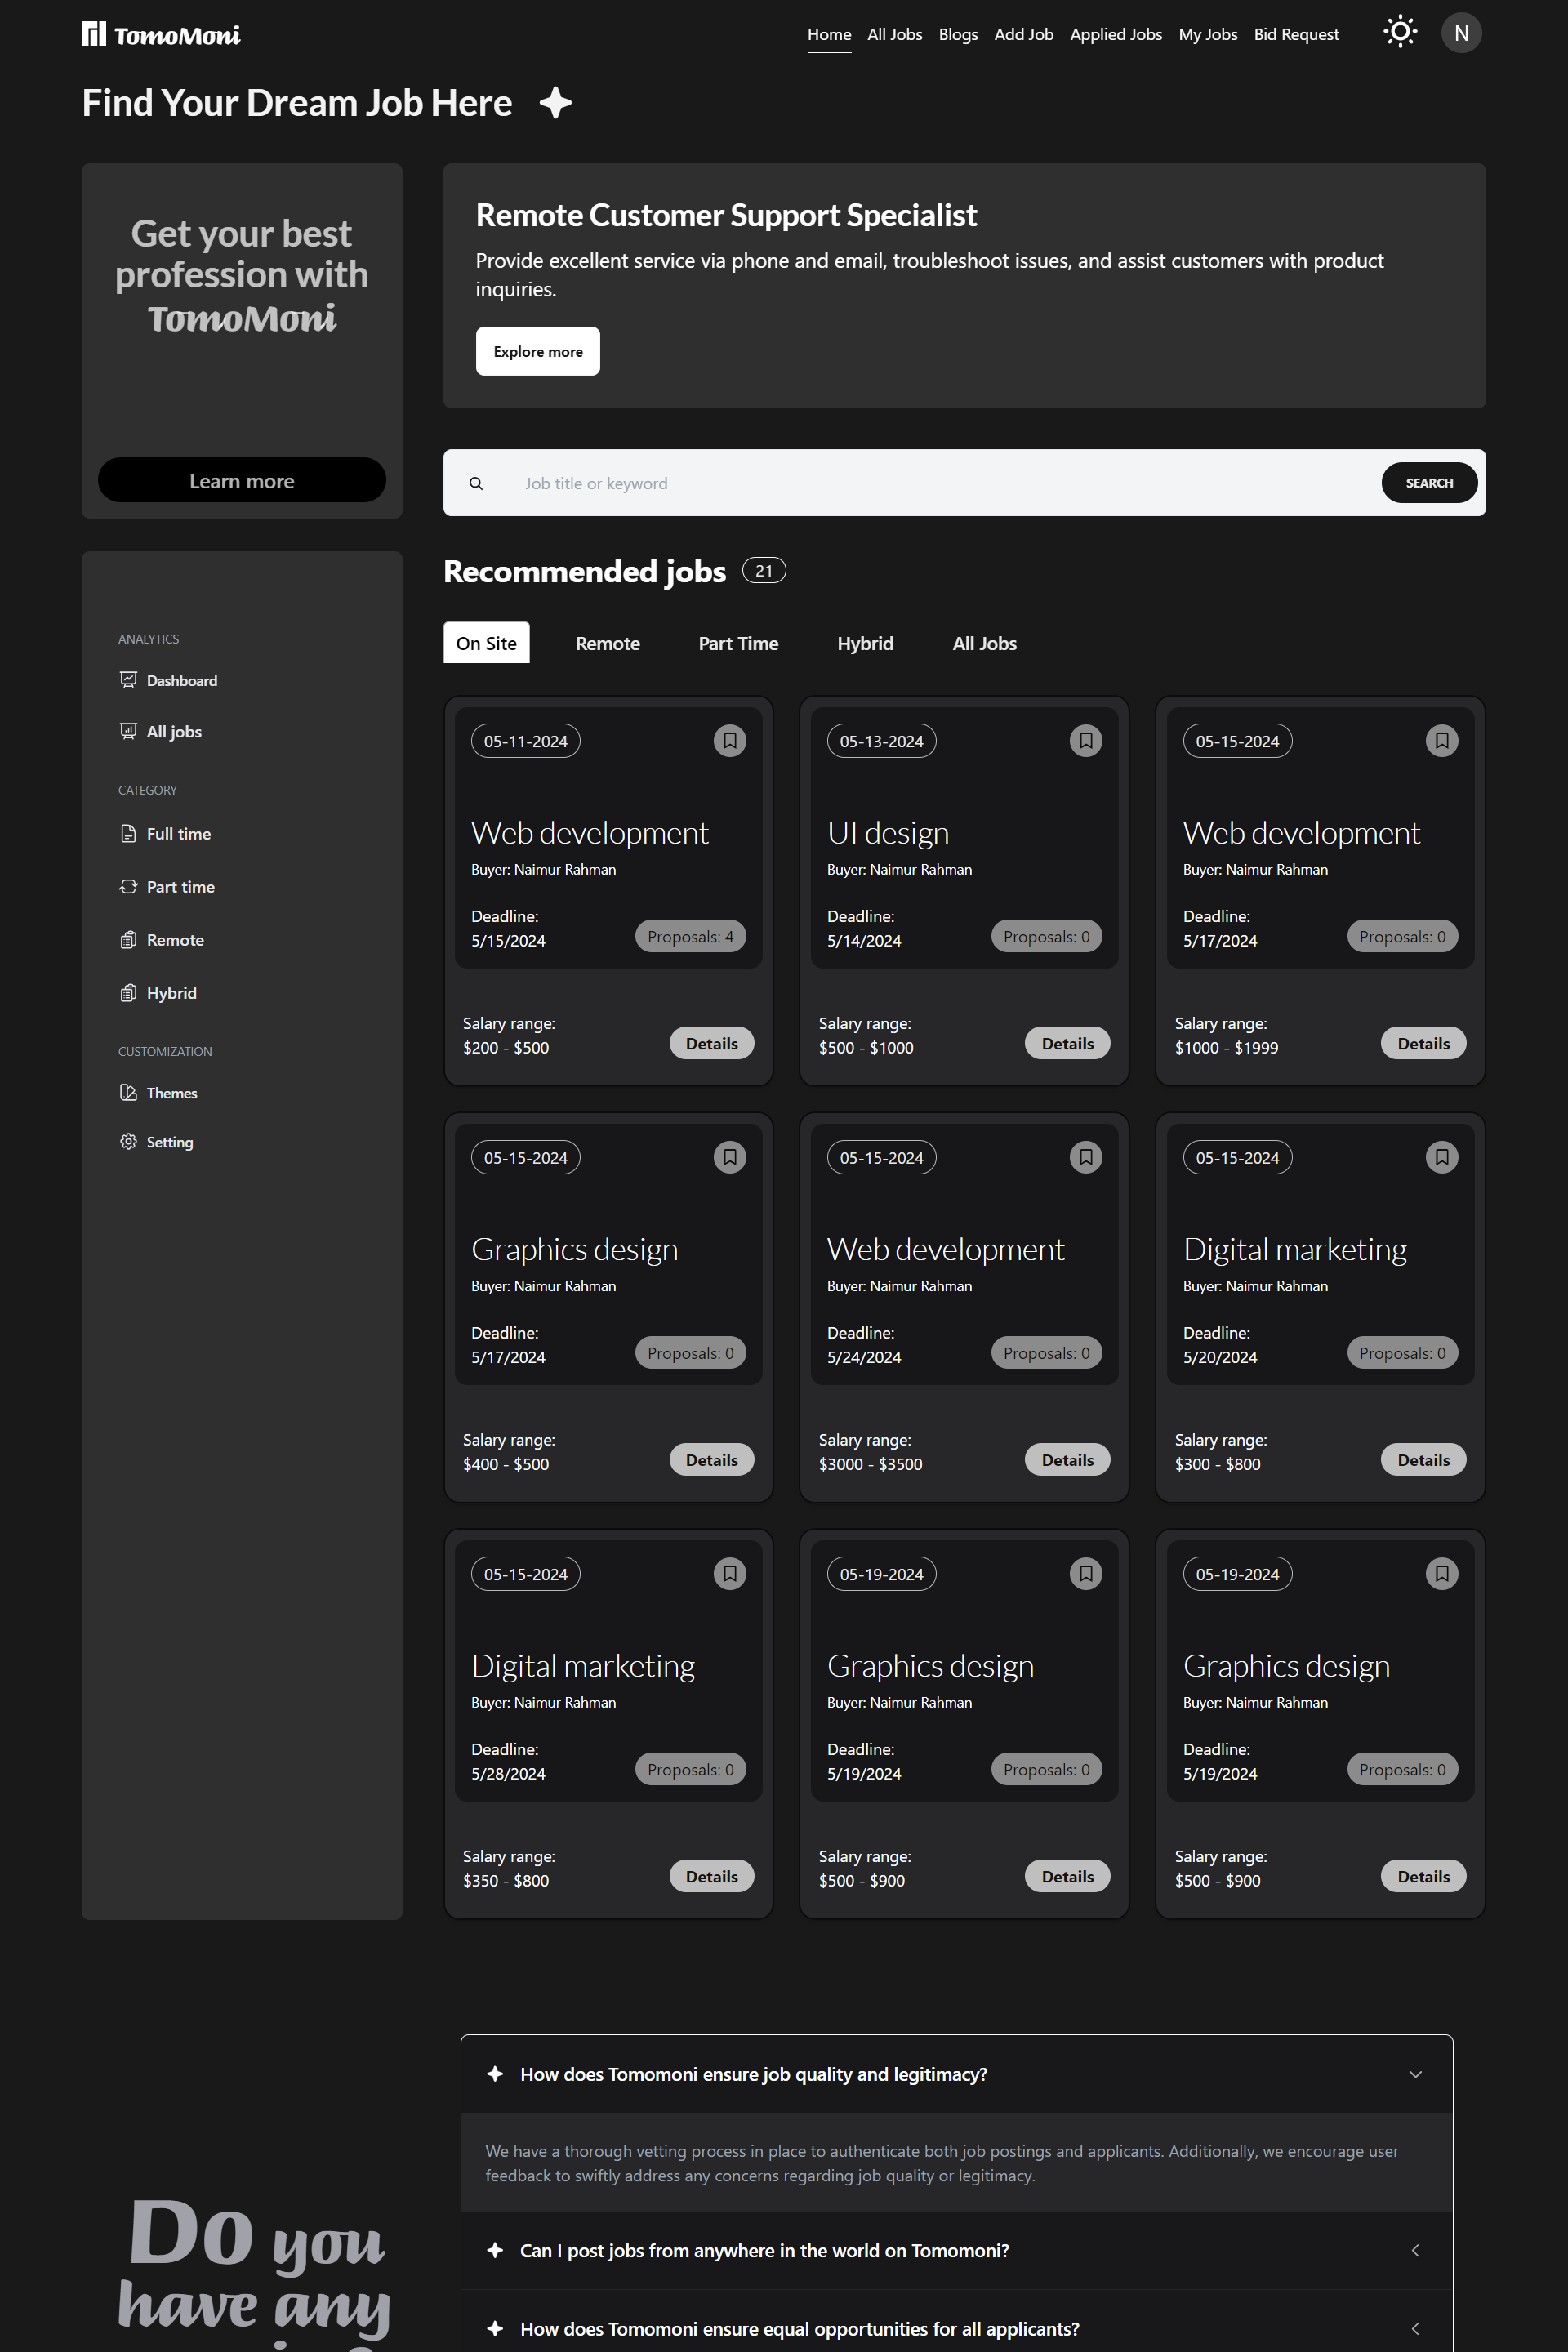 TomoMoni
Home All Jobs Blogs Add Job Applied Jobs My Jobs Bid Request N
Find Your Dream Job Here
Get your best
profession with
TomoMoni
Learn more
Remote Customer Support Specialist
Provide excellent service via phone and email, troubleshoot issues, and assist customers with product
inquiries.
Explore more
Job title or keyword
SEARCH
ANALYTICS
Dashboard
All jobs
CATEGORY
Full time
Part time
Remote
Hybrid
CUSTOMIZATION
Themes
Setting
Recommended jobs 21
On Site Remote Part Time Hybrid All Jobs
05-11-2024
Web development
Buyer: Naimur Rahman
Deadline:
5/15/2024
Proposals: 4
Salary range:
$200 - $500
Details
05-13-2024
UI design
Buyer: Naimur Rahman
Deadline:
5/14/2024
Proposals: 0
Salary range:
$500 - $1000
Details
05-15-2024
Web development
Buyer: Naimur Rahman
Deadline:
5/17/2024
Proposals: 0
Salary range:
$1000 - $1999
Details
05-15-2024
Graphics design
Buyer: Naimur Rahman
Deadline:
5/17/2024
Proposals: 0
Salary range:
$400 - $500
Details
05-15-2024
Web development
Buyer: Naimur Rahman
Deadline:
5/24/2024
Proposals: 0
Salary range:
$3000 - $3500
Details
05-15-2024
Digital marketing
Buyer: Naimur Rahman
Deadline:
5/20/2024
Proposals: 0
Salary range:
$300 - $800
Details
05-15-2024
Digital marketing
Buyer: Naimur Rahman
Deadline:
5/28/2024
Proposals: 0
Salary range:
$350 - $800
Details
05-19-2024
Graphics design
Buyer: Naimur Rahman
Deadline:
5/19/2024
Proposals: 0
Salary range:
$500 - $900
Details
05-19-2024
Graphics design
Buyer: Naimur Rahman
Deadline:
5/19/2024
Proposals: 0
Salary range:
$500 - $900
Details
Do you
have any
How does Tomomoni ensure job quality and legitimacy?
We have a thorough vetting process in place to authenticate both job postings and applicants. Additionally, we encourage user
feedback to swiftly address any concerns regarding job quality or legitimacy.
Can I post jobs from anywhere in the world on Tomomoni?
How does Tomomoni ensure equal opportunities for all applicants?